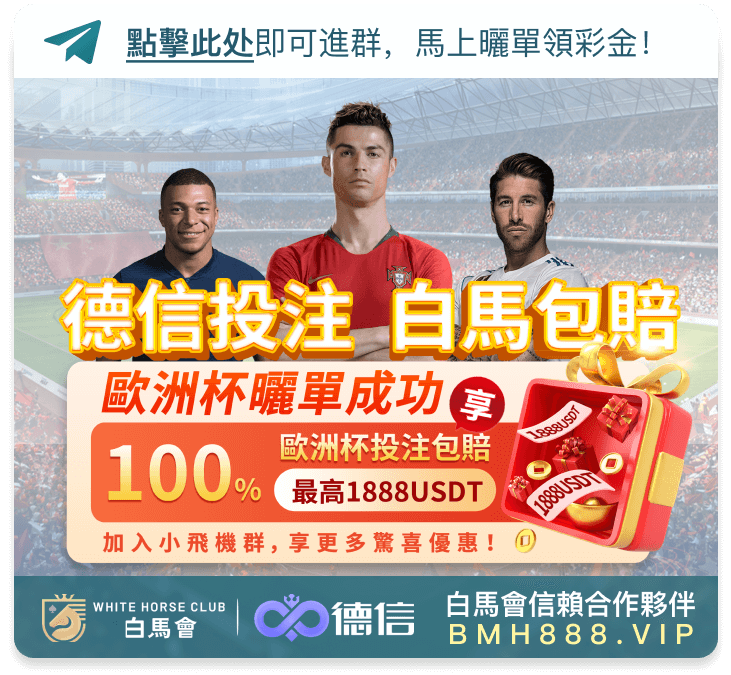 點擊此处即可進群，馬上曬單領彩金！
德信投注 白馬包賠
歐洲杯曬單成功 享
100%
歐洲杯投注包賠
最高1888USDT
1888USDT
1888USDT
加入小飛機群，享更多驚喜優惠！
WHITE HORSE CLUB
白馬會
德信
白馬會信賴合作夥伴
BMH888.VIP